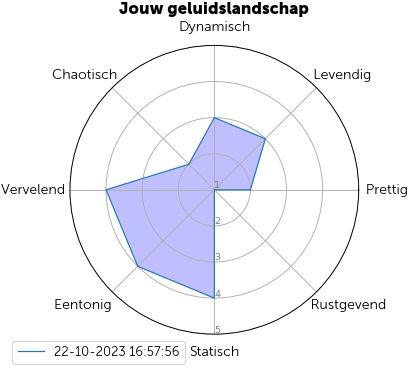 Jouw geluidslandschap
Dynamisch
Chaotisch
Levendig
Vervelend
1
Prettig
2
3
4
Eentonig
Rustgevend
5
22-10-2023 16:57:56
Statisch